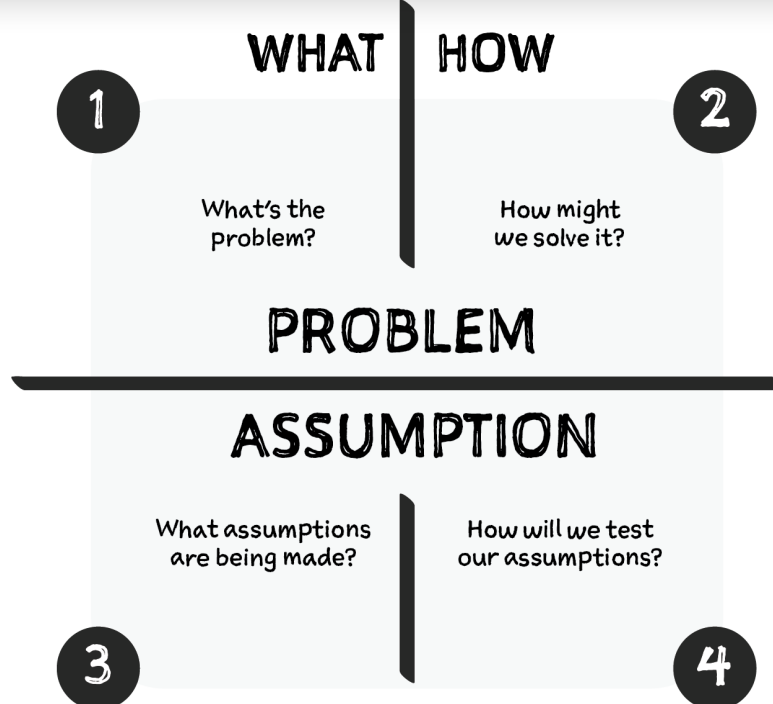 WHAT HOW
1
2
What's the
problem?
How might
we solve it?
PROBLEM
ASSUMPTION
What assumptions
are being made?
How will we test
our assumptions?
3
4